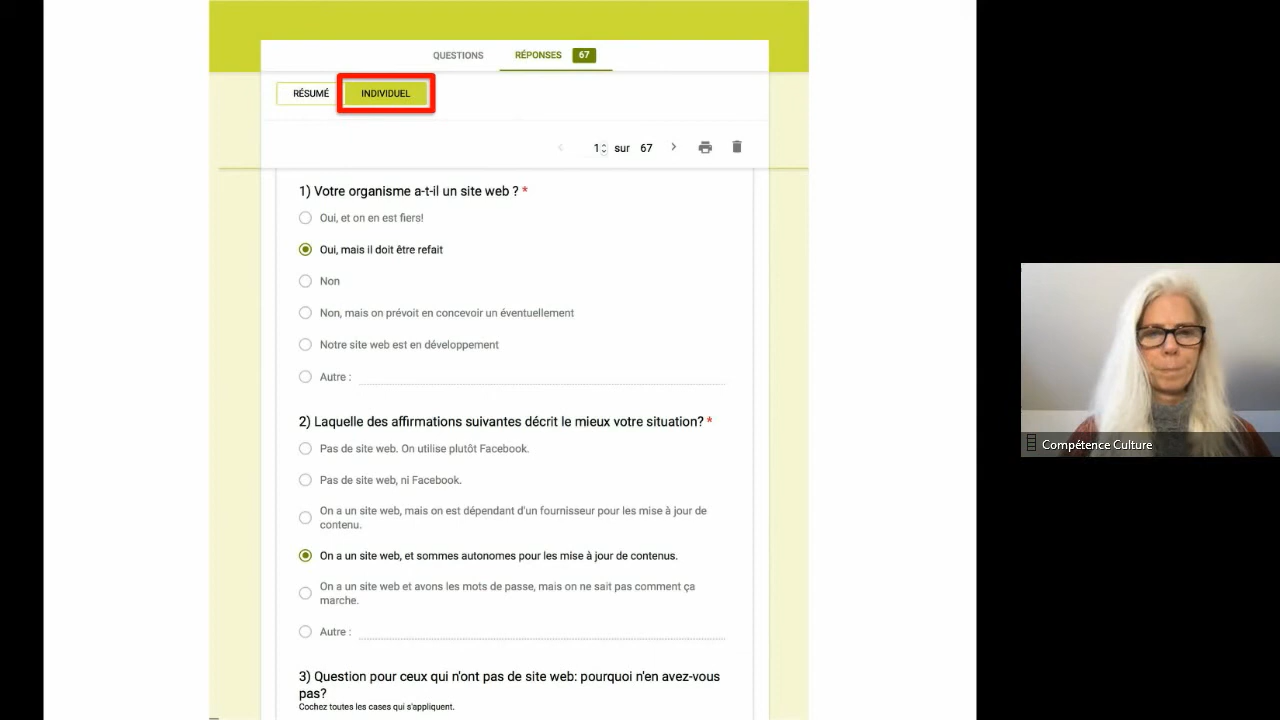 QUESTIONS RÉPONSES 67
RÉSUMÉ INDIVIDUEL
1 sur 67
1) Votre organisme a-t-il un site web ? *
Oui, et on en est fiers!
Oui, mais il doit être refait
Non
Non, mais on prévoit en concevoir un éventuellement
Notre site web est en développement
Autre :
2) Laquelle des affirmations suivantes décrit le mieux votre situation? *
Pas de site web. On utilise plutôt Facebook.
Pas de site web, ni Facebook.
On a un site web, mais on est dépendant d'un fournisseur pour les mise à jour de
contenu.
On a un site web, et sommes autonomes pour les mise à jour de contenus.
On a un site web et avons les mots de passe, mais on ne sait pas comment ça
marche.
Autre :
3) Question pour ceux qui n'ont pas de site web: pourquoi n'en avez-vous
pas?
Cochez toutes les cases qui s'appliquent.
Compétence Culture